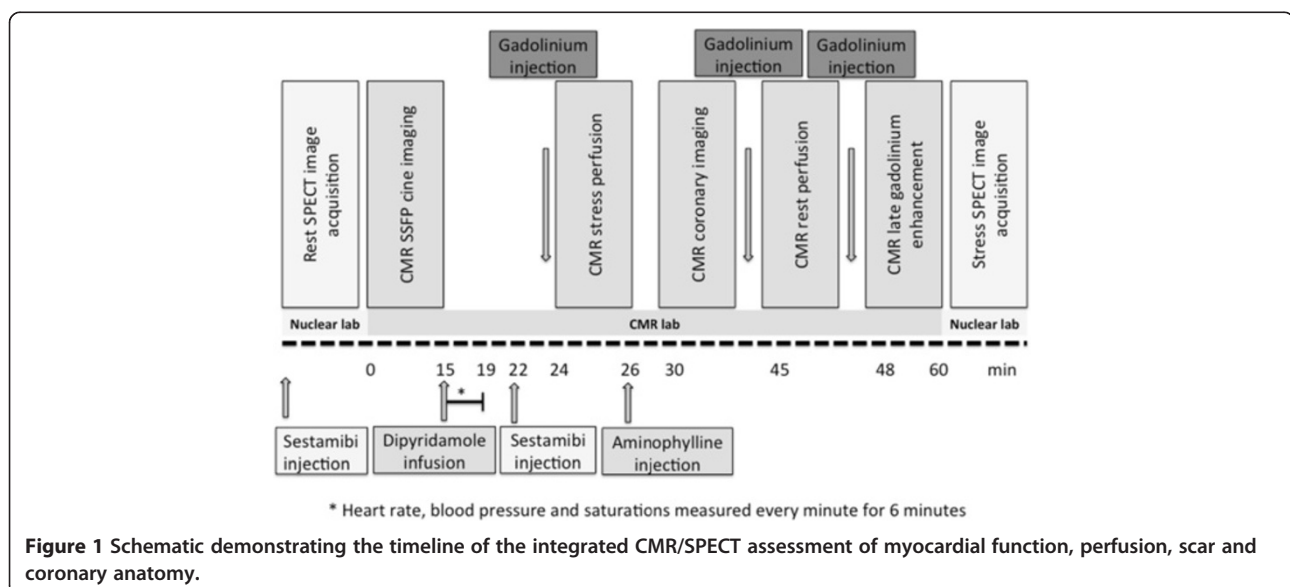 Gadolinium
injection
Gadolinium
injection
Gadolinium
injection
Rest SPECT image
acquisition
CMR SSFP cine imaging
CMR stress perfusion
CMR coronary imaging
CMR rest perfusion
CMR late gadolinium
enhancement
Stress SPECT image
acquisition
Nuclear lab
CMR lab
Nuclear lab
0 15 19 22 24 26 30 45 48 60 min
*
Sestamibi
injection
Dipyridamole
infusion
Sestamibi
injection
Aminophylline
injection
* Heart rate, blood pressure and saturations measured every minute for 6 minutes
Figure 1 Schematic demonstrating the timeline of the integrated CMR/SPECT assessment of myocardial function, perfusion, scar and
coronary anatomy.